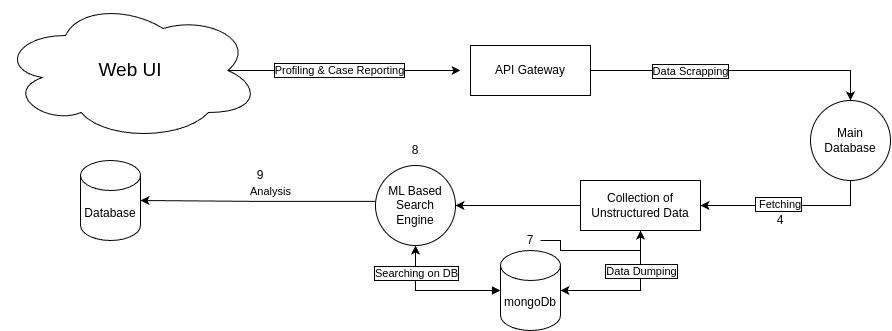 Web UI
Profiling & Case Reporting
API Gateway
Data Scrapping
Main
Database
Fetching
4
Collection of
Unstructured Data
8
ML Based
Search
Engine
9
Analysis
Database
7
Searching on DB
Data Dumping
mongoDb